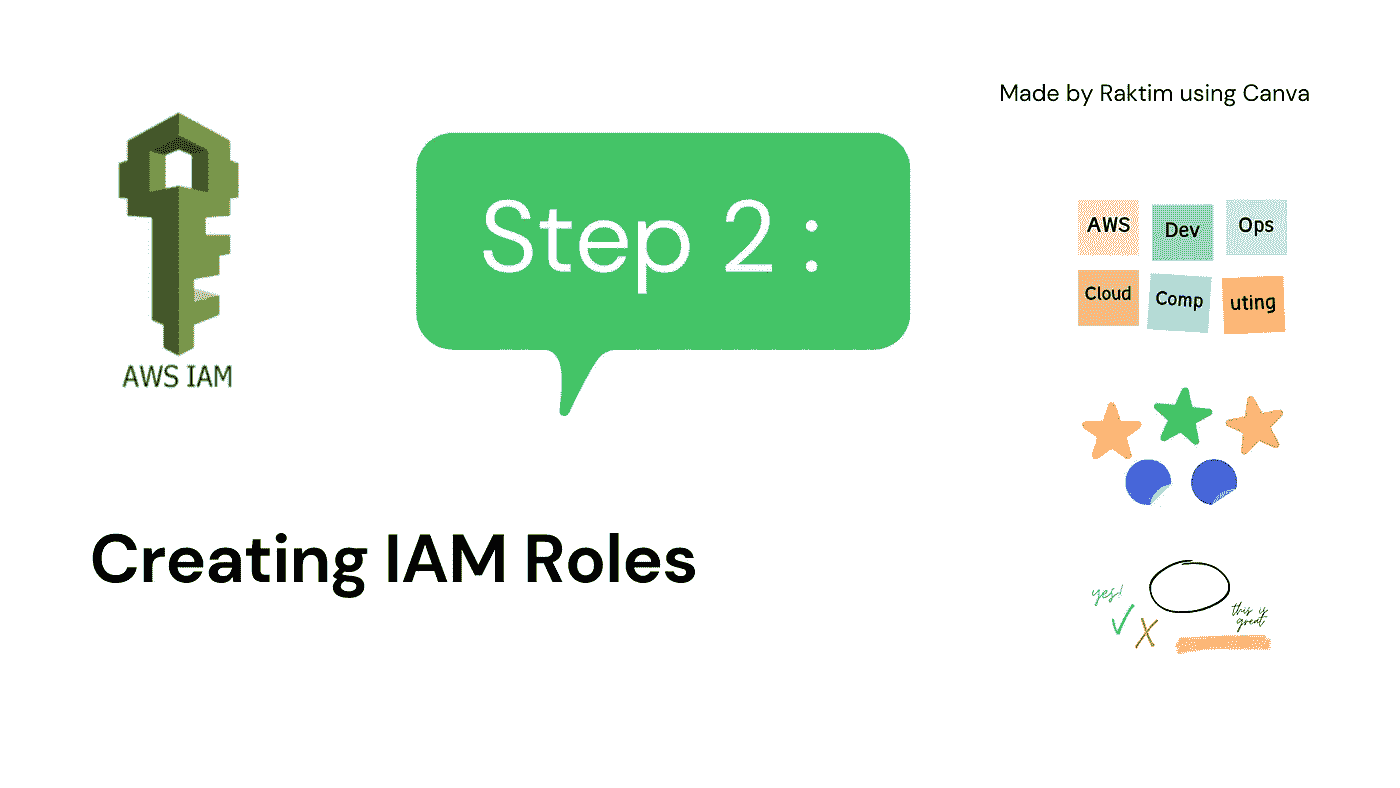 Made by Raktim using Canva
AWS IAM
Step 2 :
AWS
Dev
Ops
Cloud
Comp
uting
Creating IAM Roles
yes!
this is
great